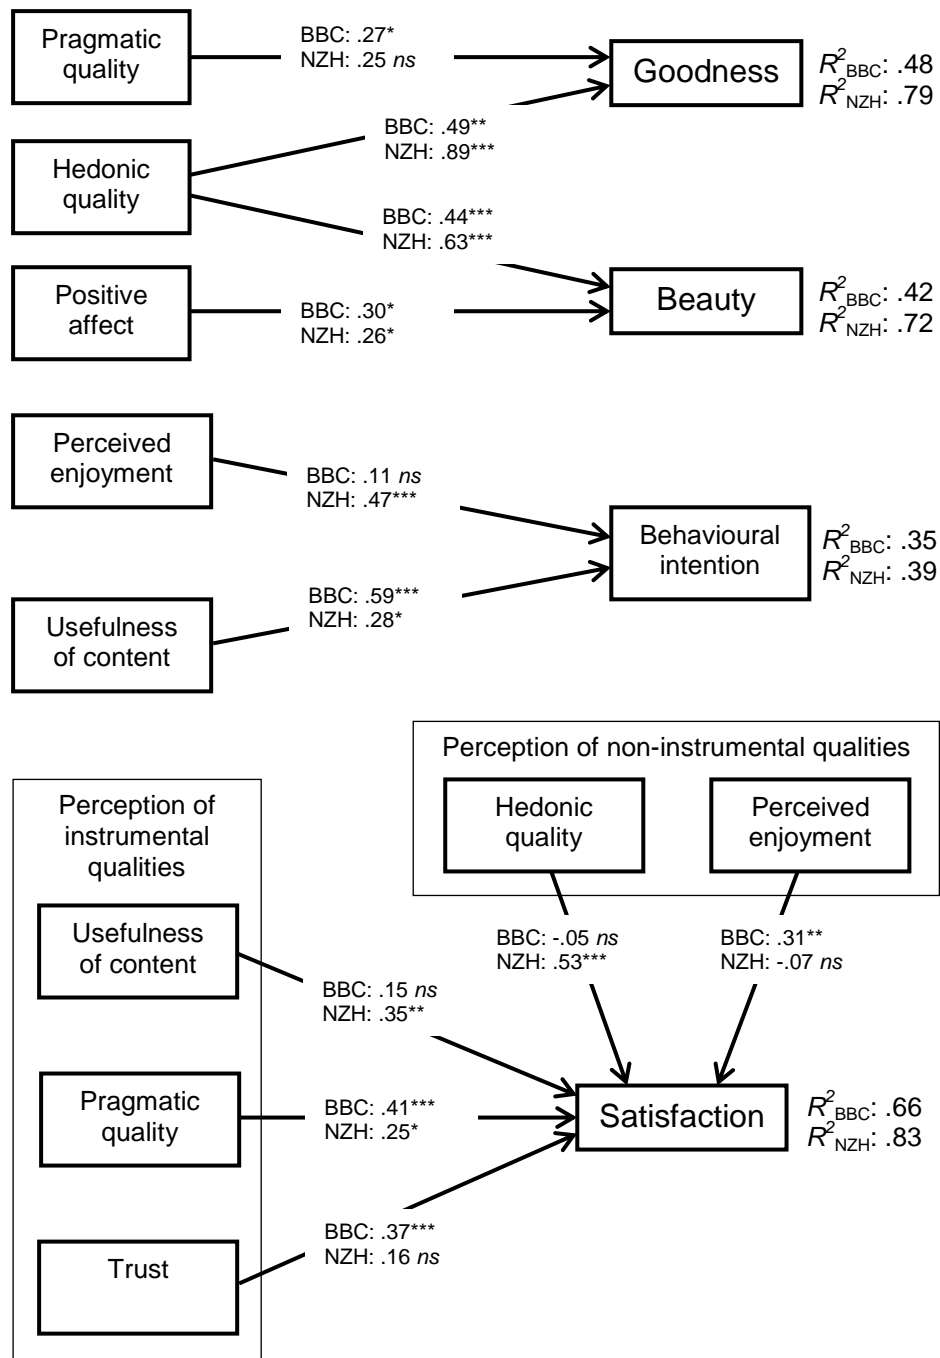 Pragmatic
quality
BBC: .27*
NZH: .25 ns
Goodness
R²BBC: .48
R²NZH: .79
Hedonic
quality
BBC: .49**
NZH: .89***
BBC: .44***
NZH: .63***
Positive
affect
BBC: .30*
NZH: .26*
Beauty
R²BBC: .42
R²NZH: .72
Perceived
enjoyment
BBC: .11 ns
NZH: .47***
Behavioural
intention
R²BBC: .35
R²NZH: .39
Usefulness
of content
BBC: .59***
NZH: .28*
Perception of non-instrumental qualities
Hedonic
quality
Perceived
enjoyment
BBC: -.05 ns
NZH: .53***
BBC: .31**
NZH: -.07 ns
Perception of
instrumental
qualities
Usefulness
of content
BBC: .15 ns
NZH: .35**
Pragmatic
quality
BBC: .41***
NZH: .25*
Satisfaction
R²BBC: .66
R²NZH: .83
Trust
BBC: .37***
NZH: .16 ns